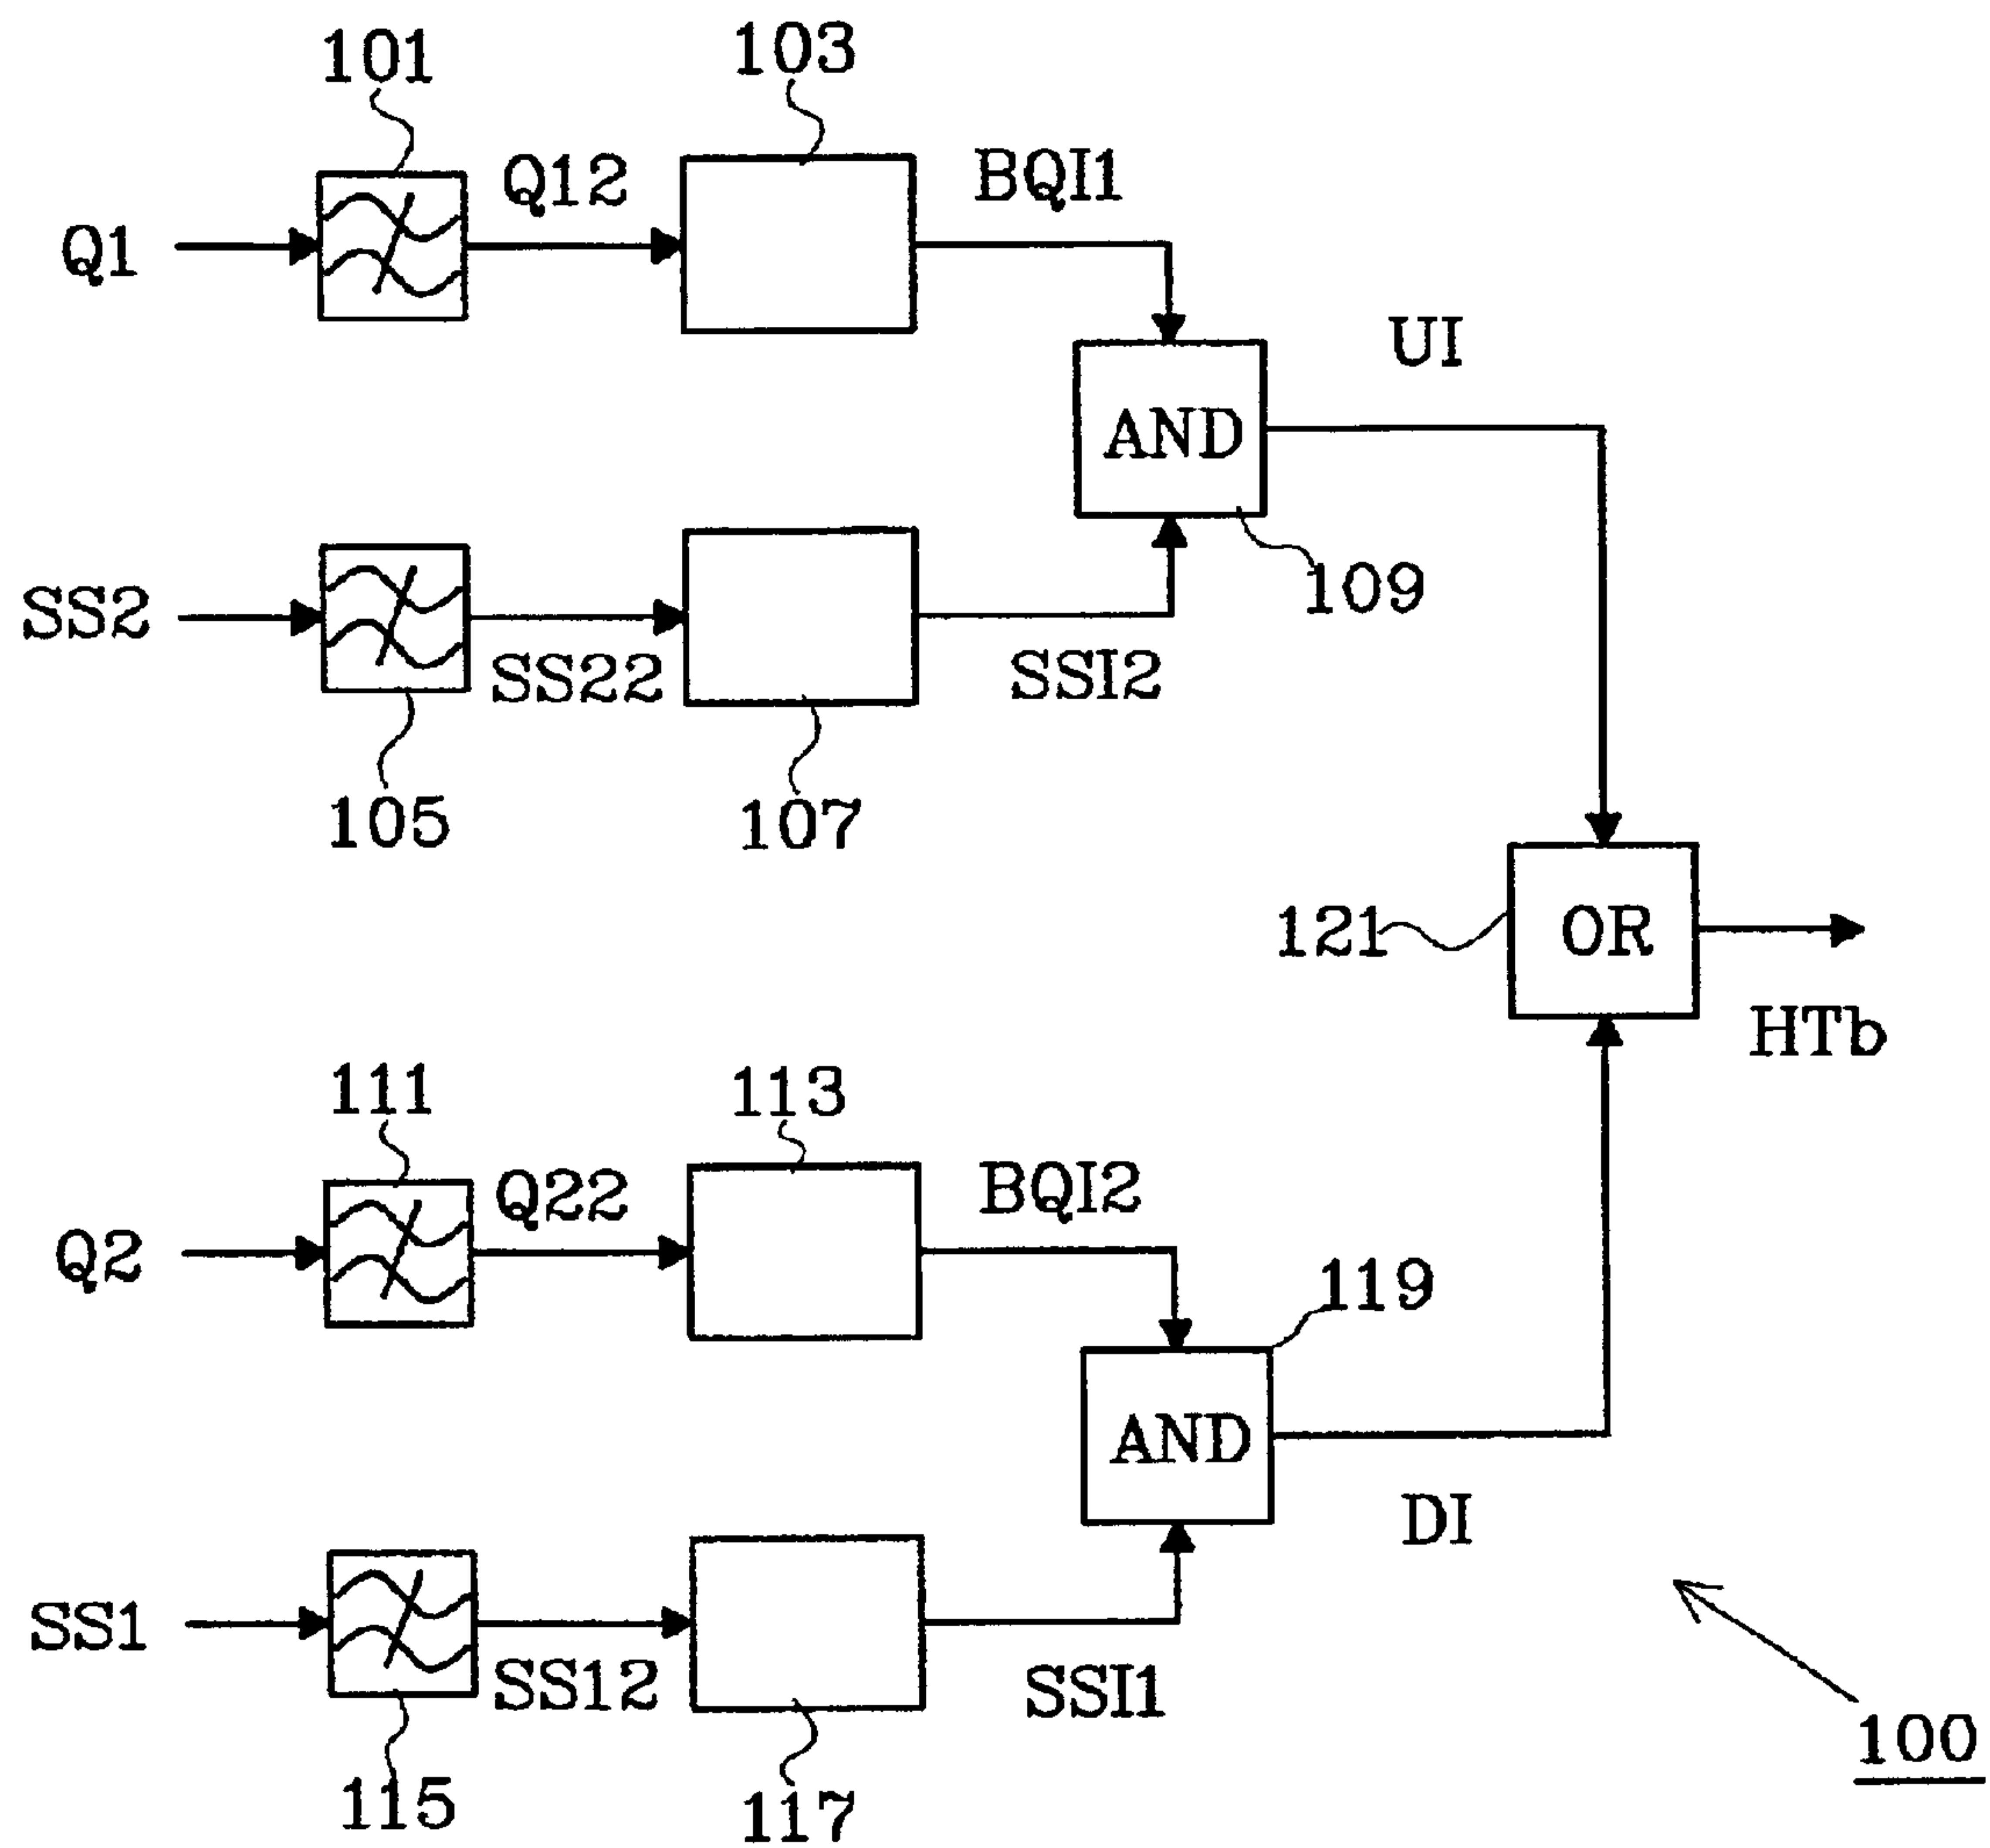 101
103
Q1
Q12
BQI1
UI
AND
SS2
SS22
SSI2
109
105
107
121
OR
HTb
111
113
Q2
Q22
BQI2
119
AND
DI
SS1
SS12
SSI1
115
117
100